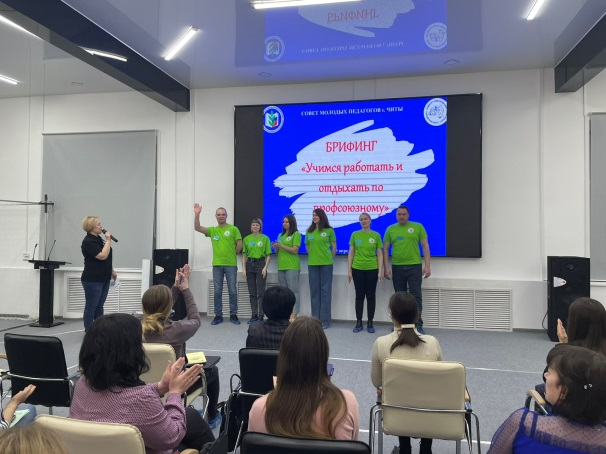 СОВЕТ МОЛОДЫХ ПЕДАГОГОВ г. ЧИТЫ
БРИФИНГ
«Учимся работать и
отдыхать по
профсоюзному»